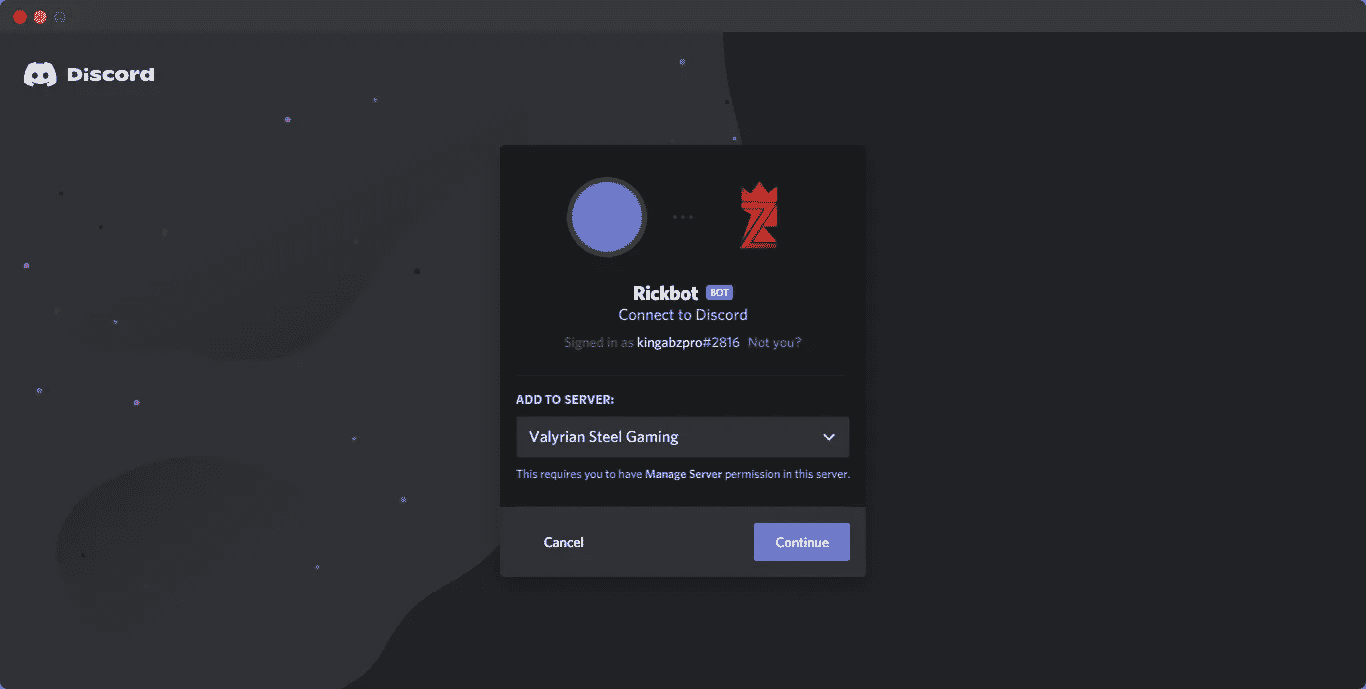 Discord
Rickbot BOT
Connect to Discord
Signed in as kingabzpro#2816 Not you?
ADD TO SERVER:
Valyrian Steel Gaming
This requires you to have Manage Server permission in this server.
Cancel
Continue